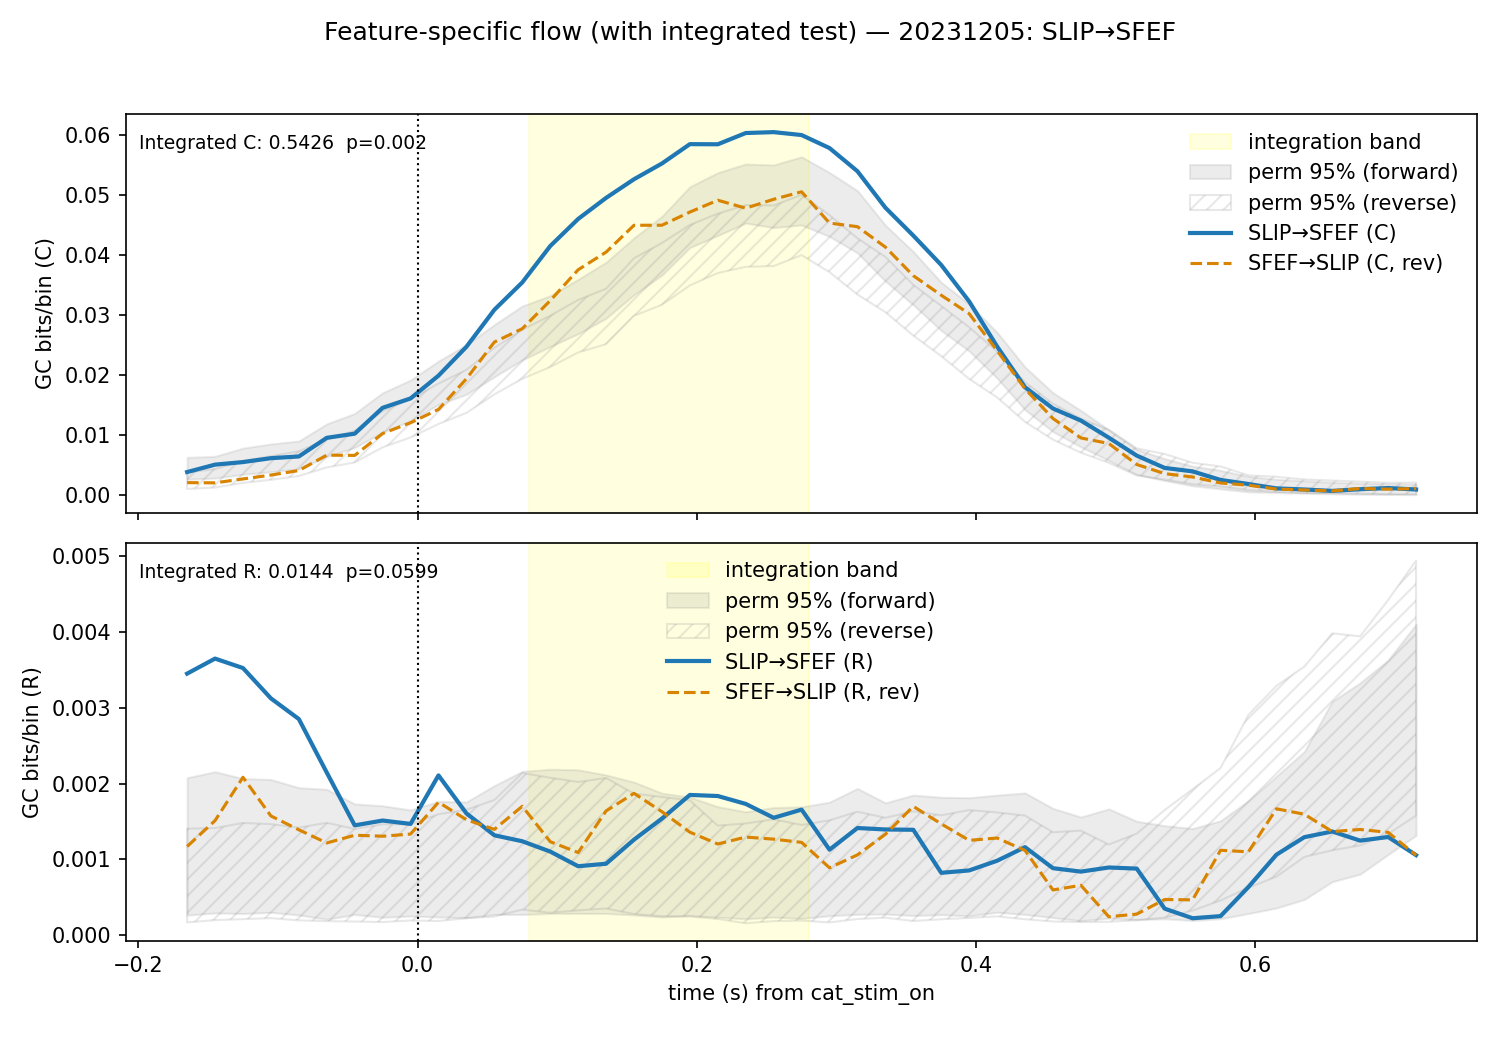 Feature-specific flow (with integrated test) — 20231205: SLIP→SFEF
Integrated C: 0.5426  p=0.002
integration band
perm 95% (forward)
perm 95% (reverse)
SLIP→SFEF (C)
SFEF→SLIP (C, rev)
GC bits/bin (C)
0.06
0.05
0.04
0.03
0.02
0.01
0.00
Integrated R: 0.0144  p=0.0599
integration band
perm 95% (forward)
perm 95% (reverse)
SLIP→SFEF (R)
SFEF→SLIP (R, rev)
GC bits/bin (R)
0.005
0.004
0.003
0.002
0.001
0.000
−0.2 0.0 0.2 0.4 0.6
time (s) from cat_stim_on